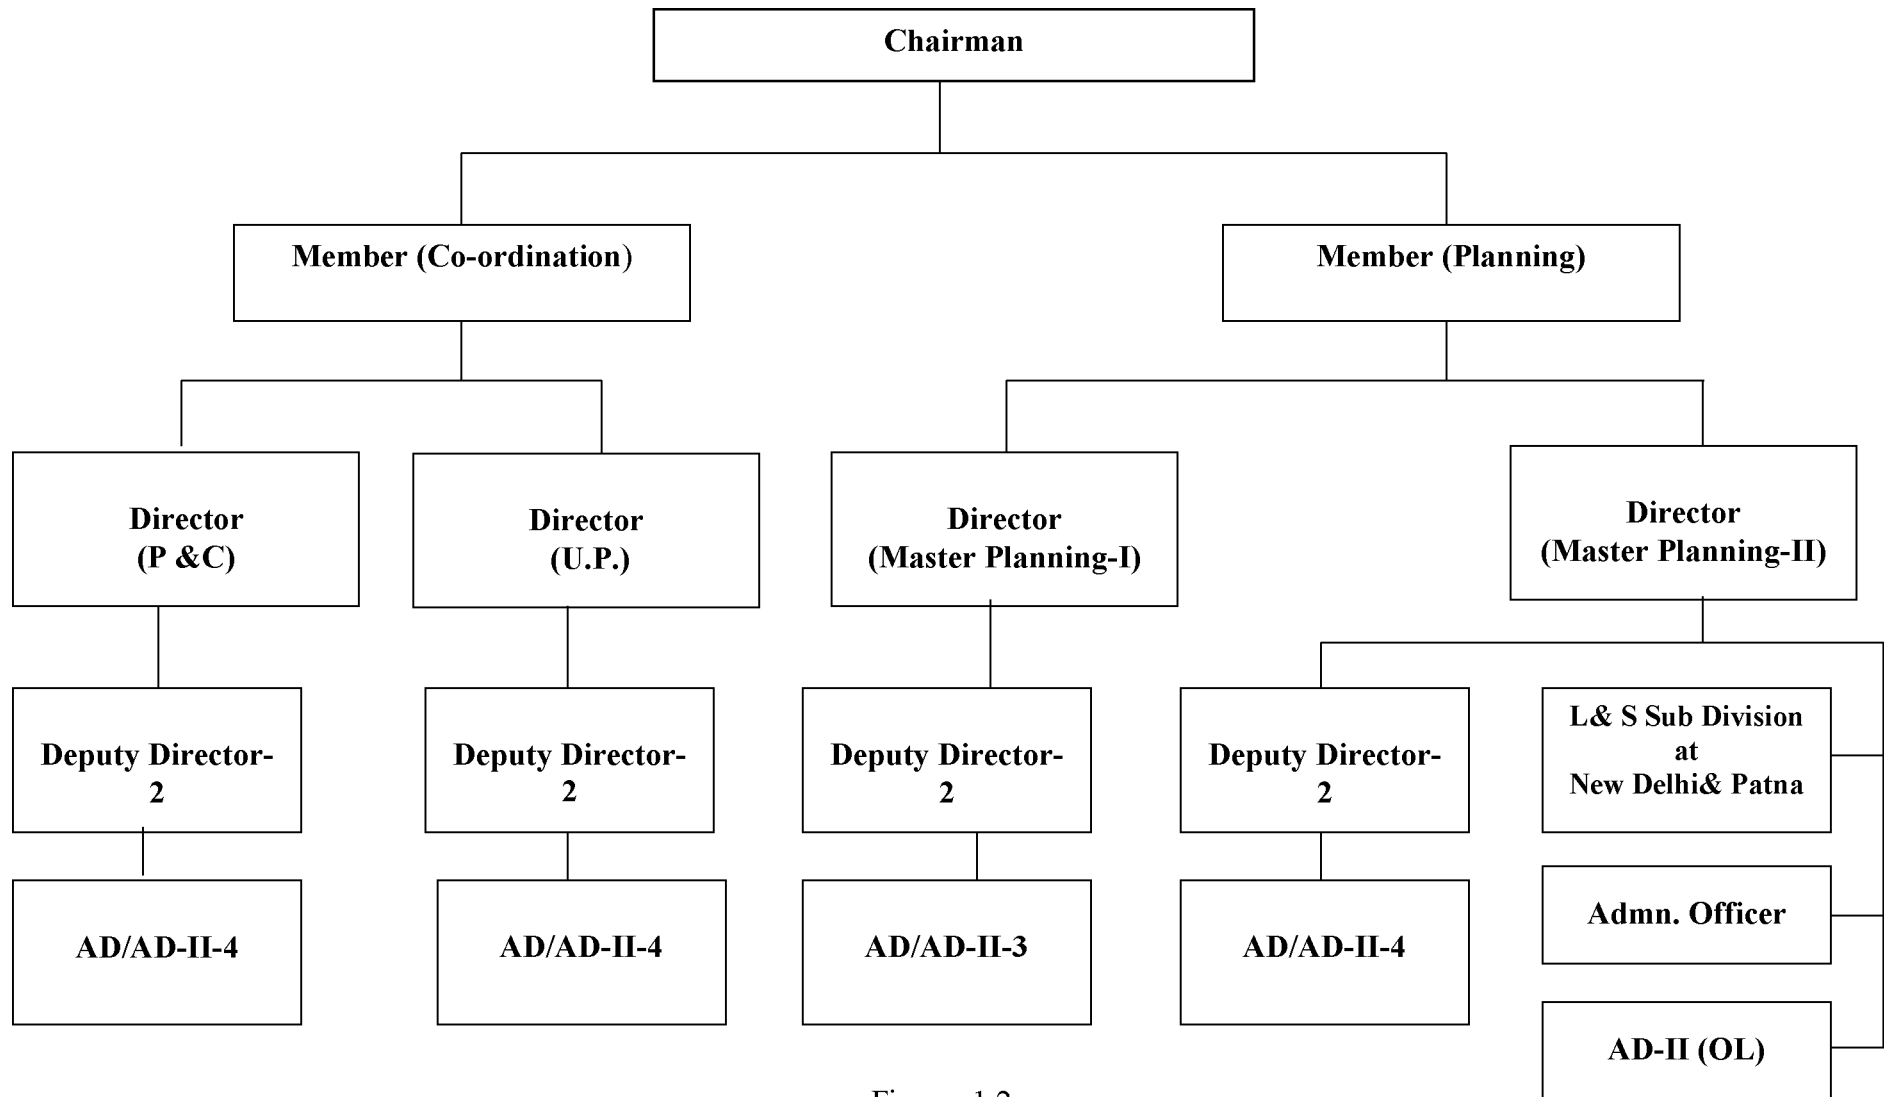 Chairman
Member (Co-ordination)
Member (Planning)
Director
(P &C)
Director
(U.P.)
Director
(Master Planning-I)
Director
(Master Planning-II)
Deputy Director-
2
Deputy Director-
2
Deputy Director-
2
Deputy Director-
2
L& S Sub Division
at
New Delhi& Patna
AD/AD-II-4
AD/AD-II-4
AD/AD-II-3
AD/AD-II-4
Admn. Officer
AD-II (OL)